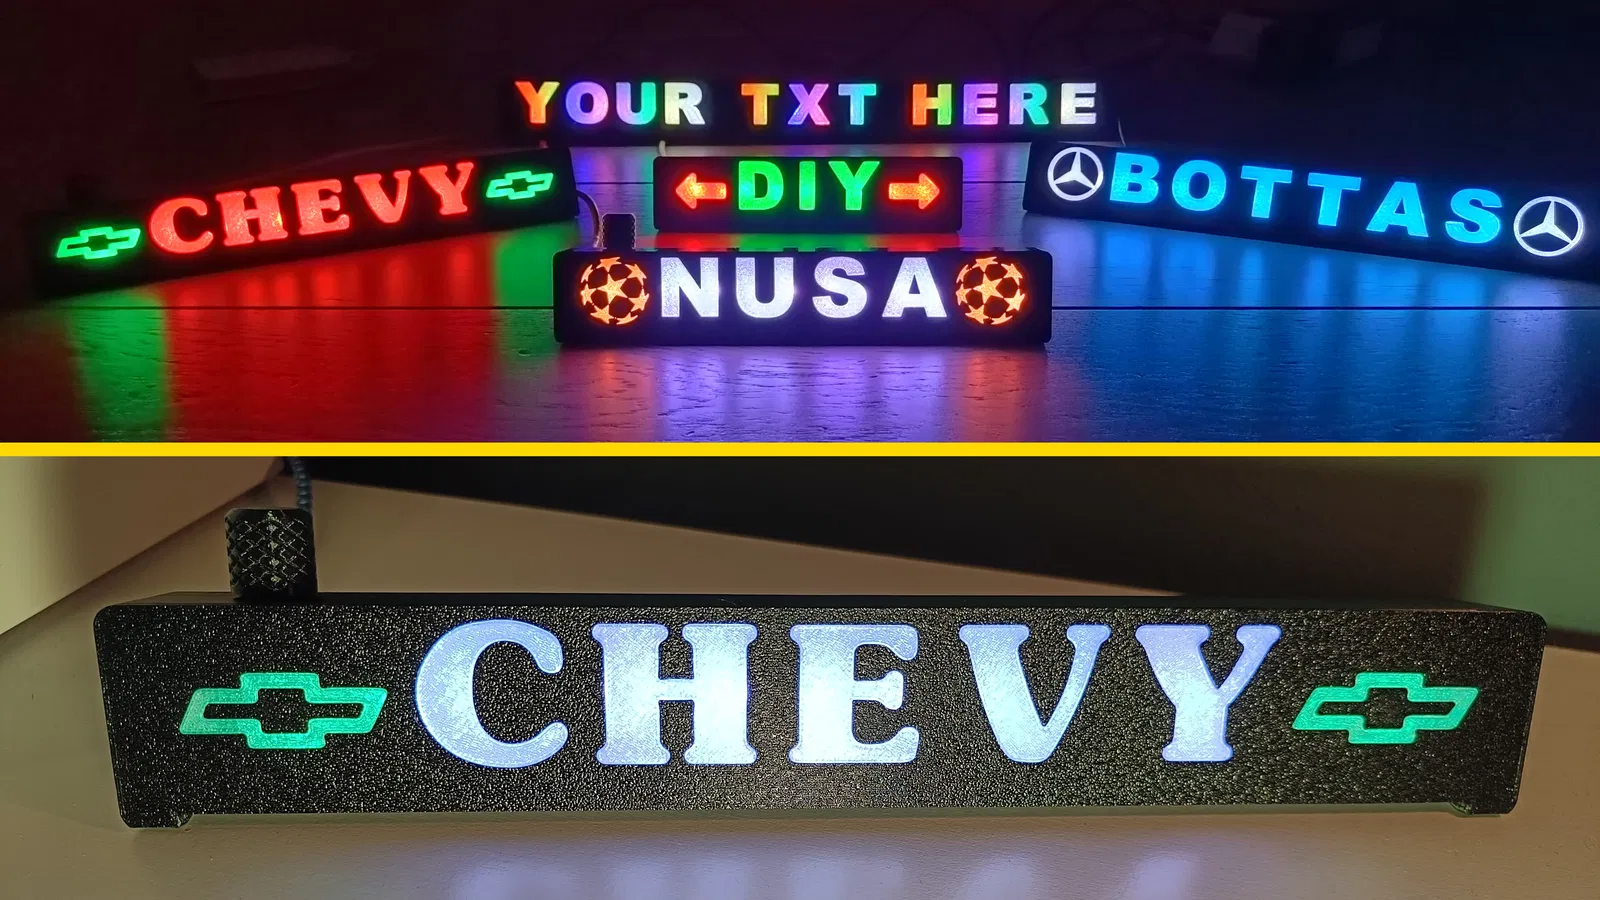 YOUR TXT HERE
CHEVY
DIY
BOTTAS
NUSA
CHEVY